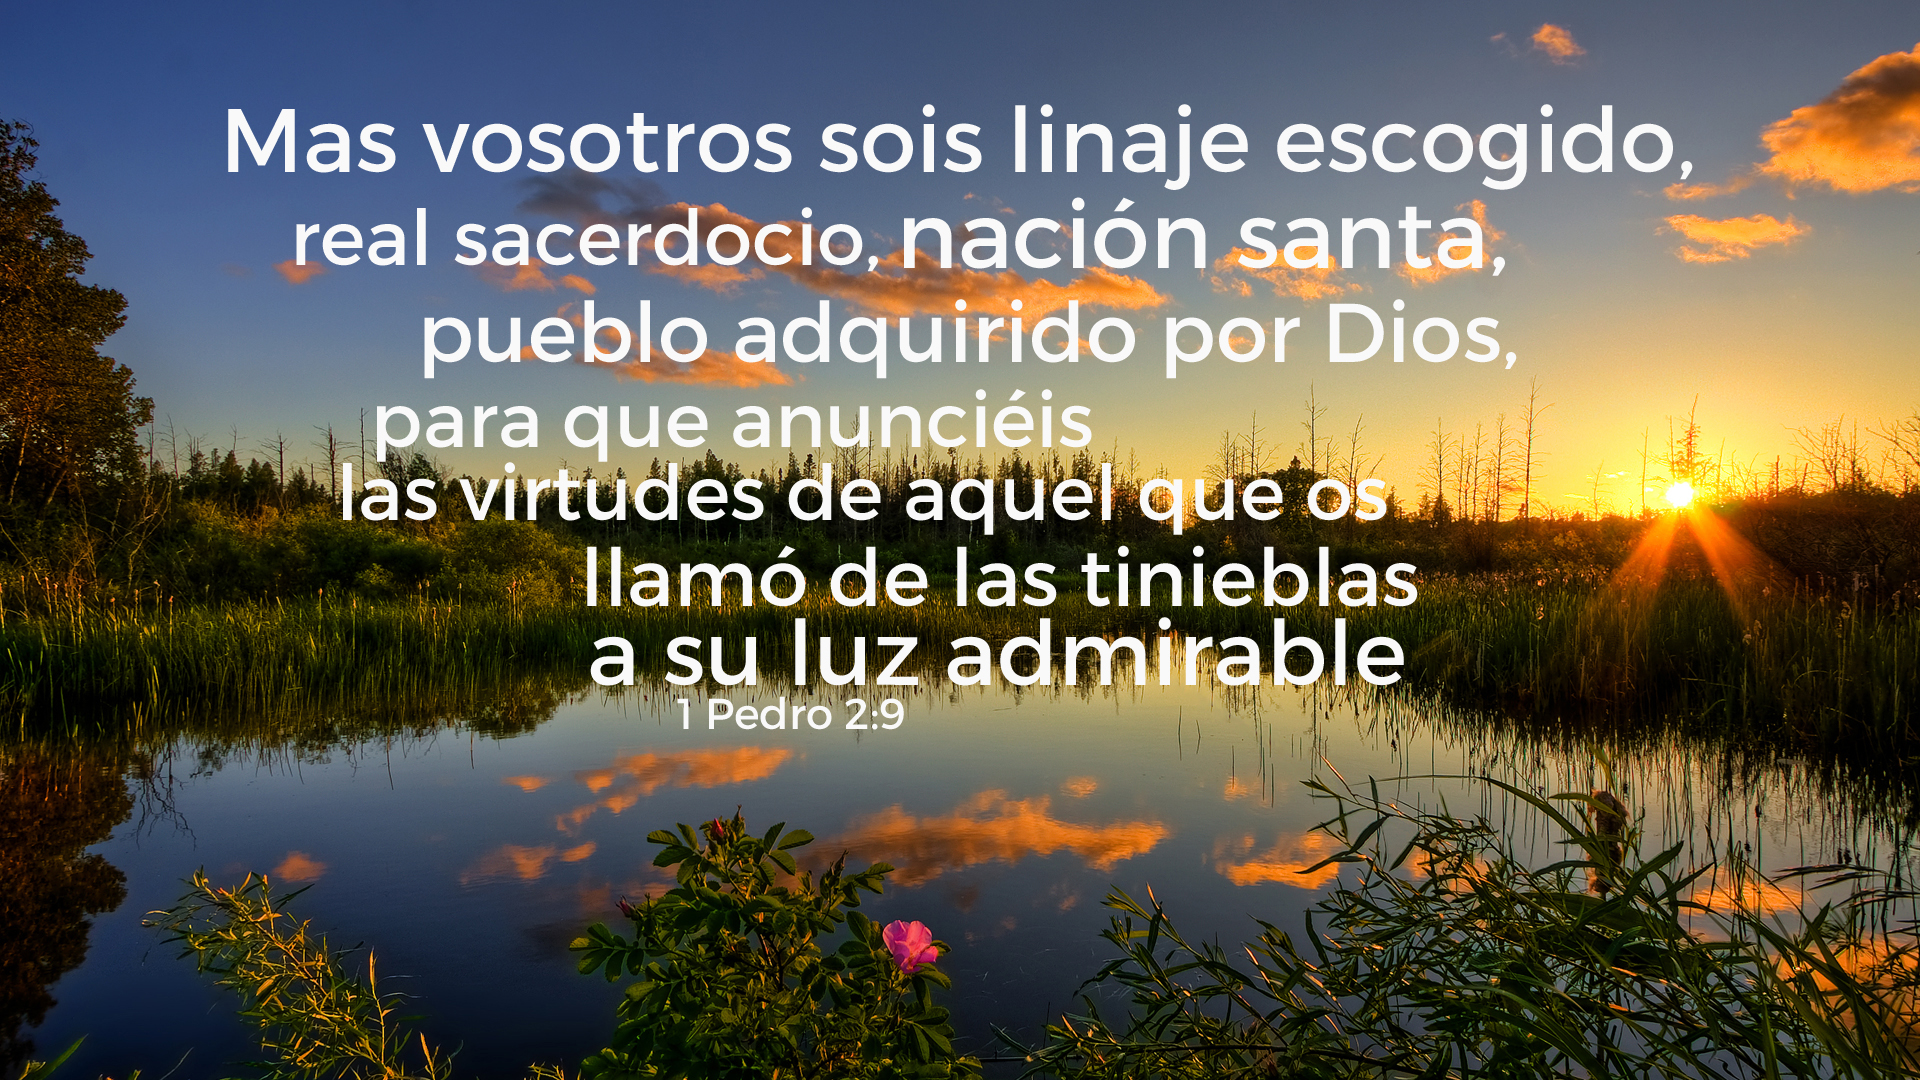 Mas vosotros sois linaje escogido,
real sacerdocio, nación santa,
pueblo adquirido por Dios,
para que anunciéis
las virtudes de aquel que os
llamó de las tinieblas
a su luz admirable
1 Pedro 2:9